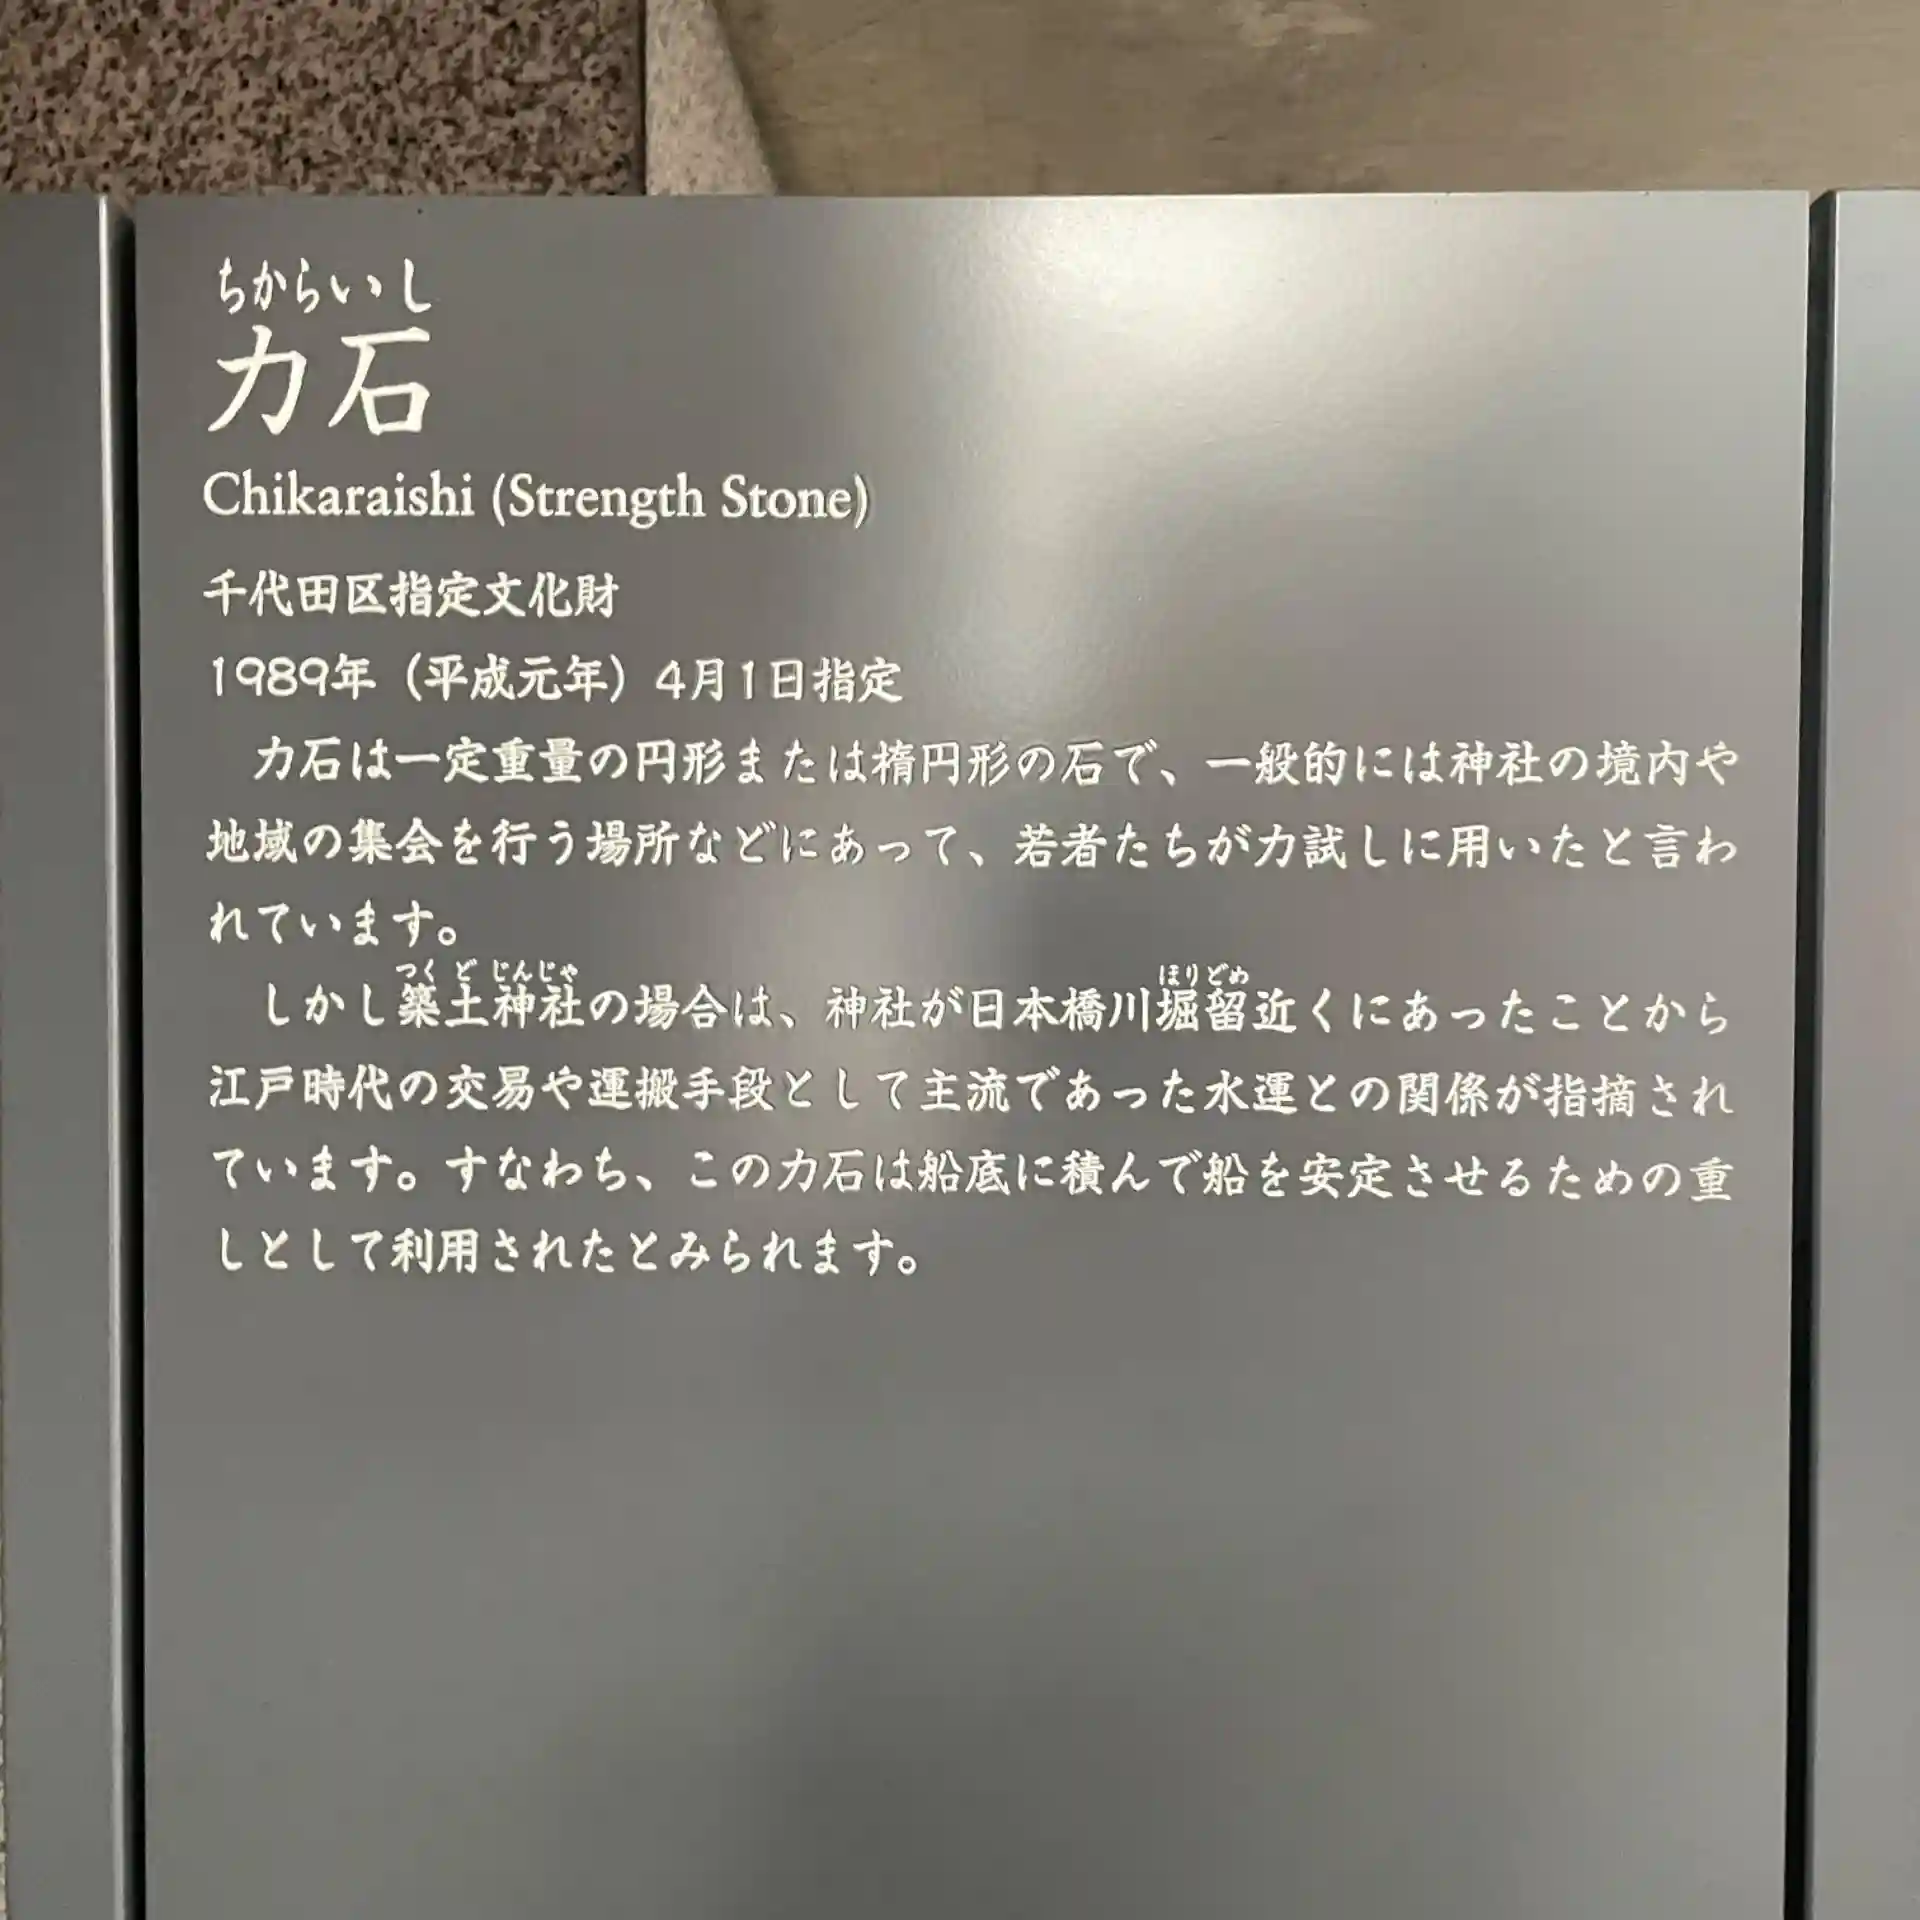 ちからいし
力石
Chikaraishi (Strength Stone)
千代田区指定文化財
1989年（平成元年）4月1日指定
力石は一定重量の円形または楕円形の石で、一般的には神社の境内や
地域の集会を行う場所などにあって、若者たちが力試しに用いたと言わ
れています。
つくど じんじゃ ほりどめ
しかし築土神社の場合は、神社が日本橋川堀留近くにあったことから
江戸時代の交易や運搬手段として主流であった水運との関係が指摘され
ています。すなわち、この力石は船底に積んで船を安定させるための重
しとして利用されたとみられます。